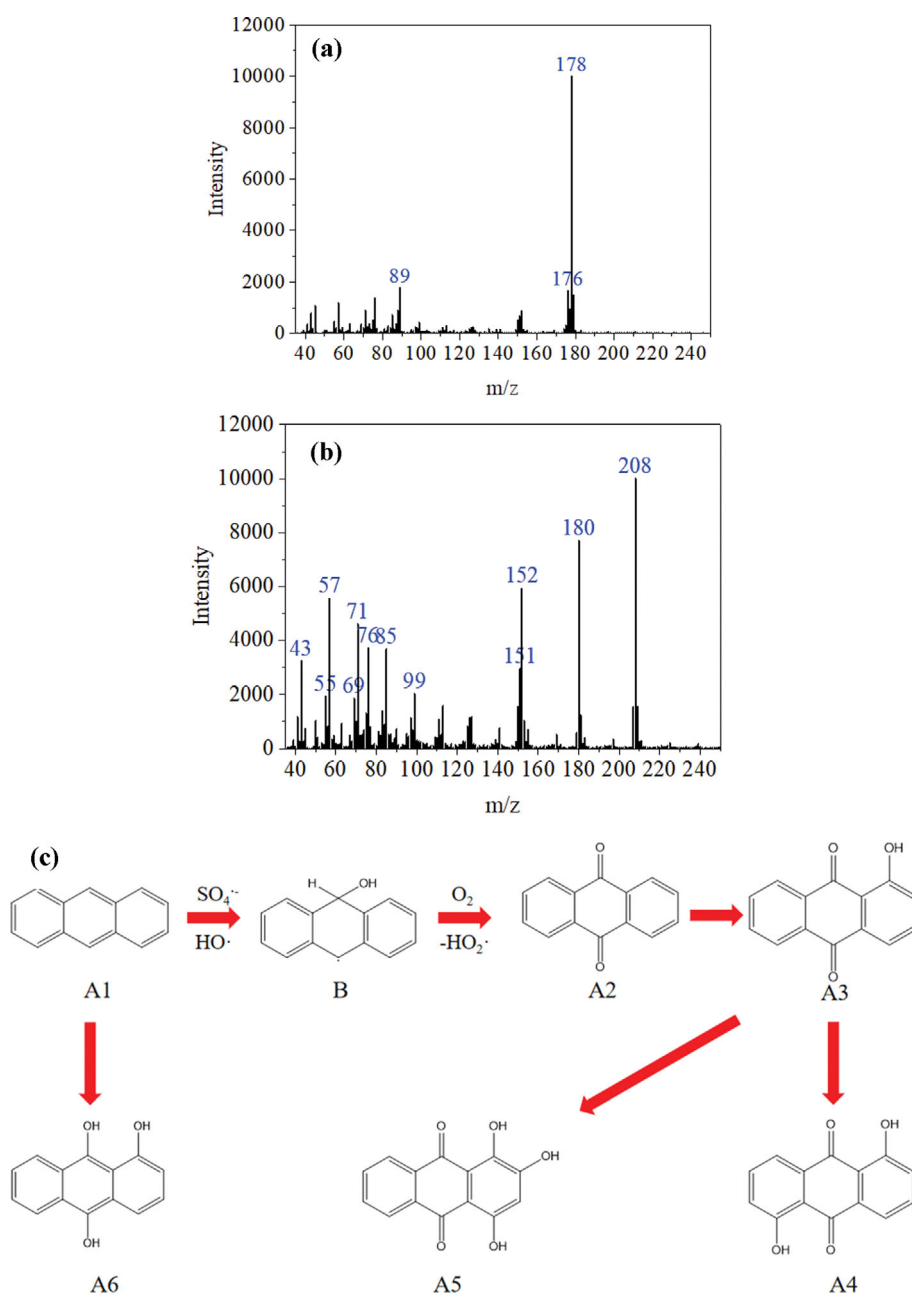 (a)
12000
10000
8000
6000
4000
2000
0
Intensity
178
176
89
40 60 80 100 120 140 160 180 200 220 240
m/z
(b)
12000
10000
8000
6000
4000
2000
0
Intensity
208
180
152
151
57
71
76 85
43
55 69
99
40 60 80 100 120 140 160 180 200 220 240
m/z
(c)
SO₄·⁻
HO·
H OH
O₂
-HO₂·
O
O
O OH
O
A1 B A2 A3
OH OH
OH
O OH
OH
O OH
O OH
OH O
A6 A5 A4